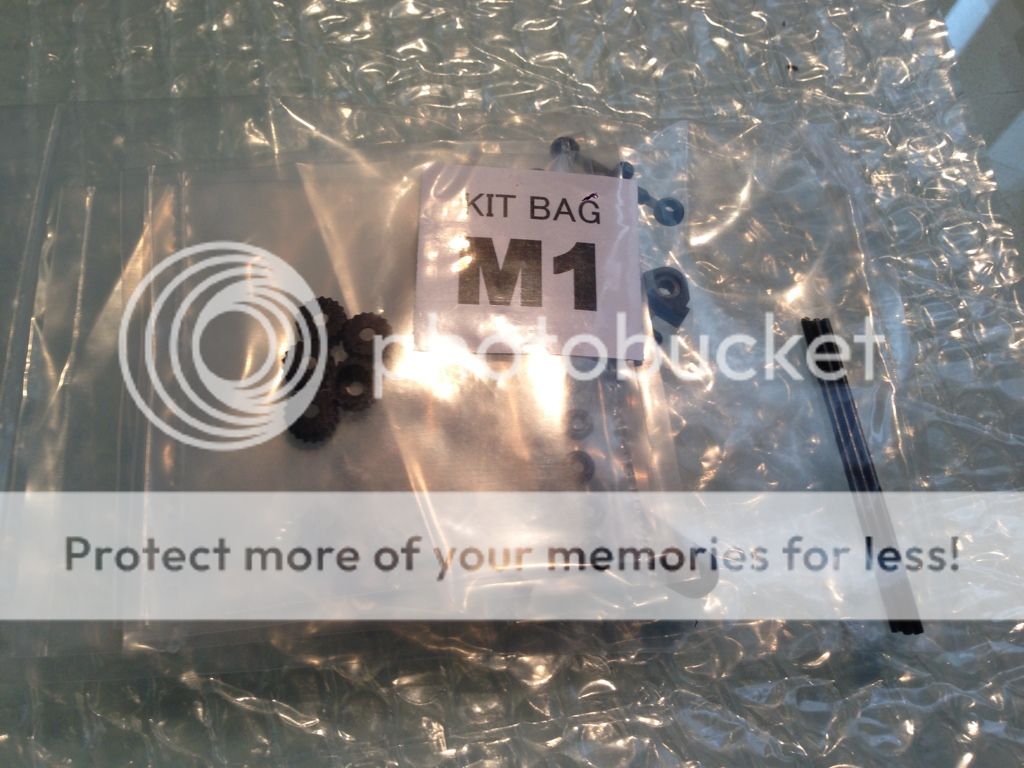 KIT BAG
M1
photobucket
Protect more of your memories for less!